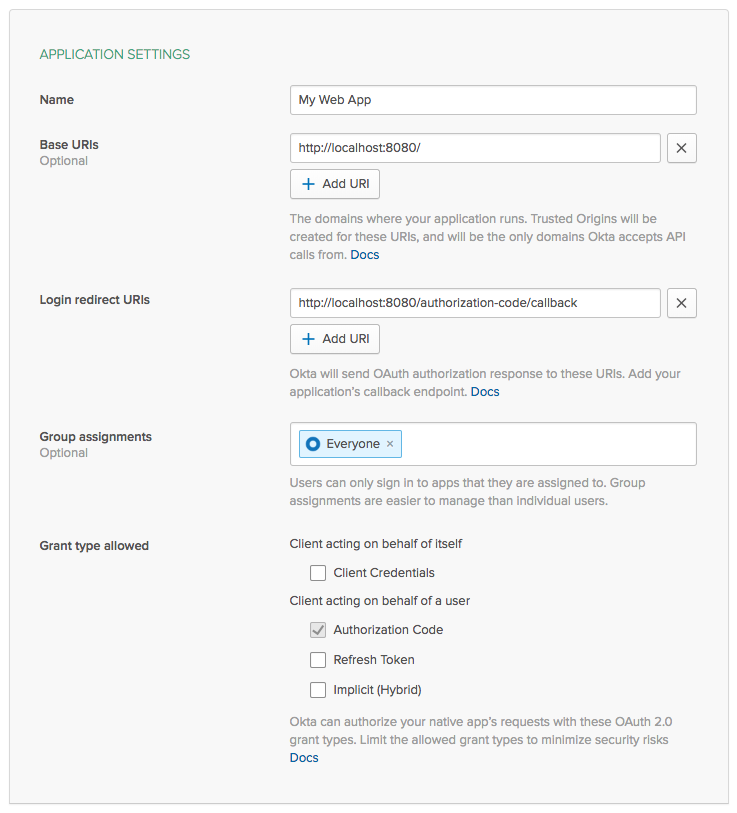 APPLICATION SETTINGS
Name
My Web App
Base URIs
Optional
http://localhost:8080/
Add URI
The domains where your application runs. Trusted Origins will be
created for these URIs, and will be the only domains Okta accepts API
calls from. Docs
Login redirect URIs
http://localhost:8080/authorization-code/callback
Add URI
Okta will send OAuth authorization response to these URIs. Add your
application's callback endpoint. Docs
Group assignments
Optional
Everyone ×
Users can only sign in to apps that they are assigned to. Group
assignments are easier to manage than individual users.
Grant type allowed
Client acting on behalf of itself
Client Credentials
Client acting on behalf of a user
Authorization Code
Refresh Token
Implicit (Hybrid)
Okta can authorize your native app's requests with these OAuth 2.0
grant types. Limit the allowed grant types to minimize security risks
Docs